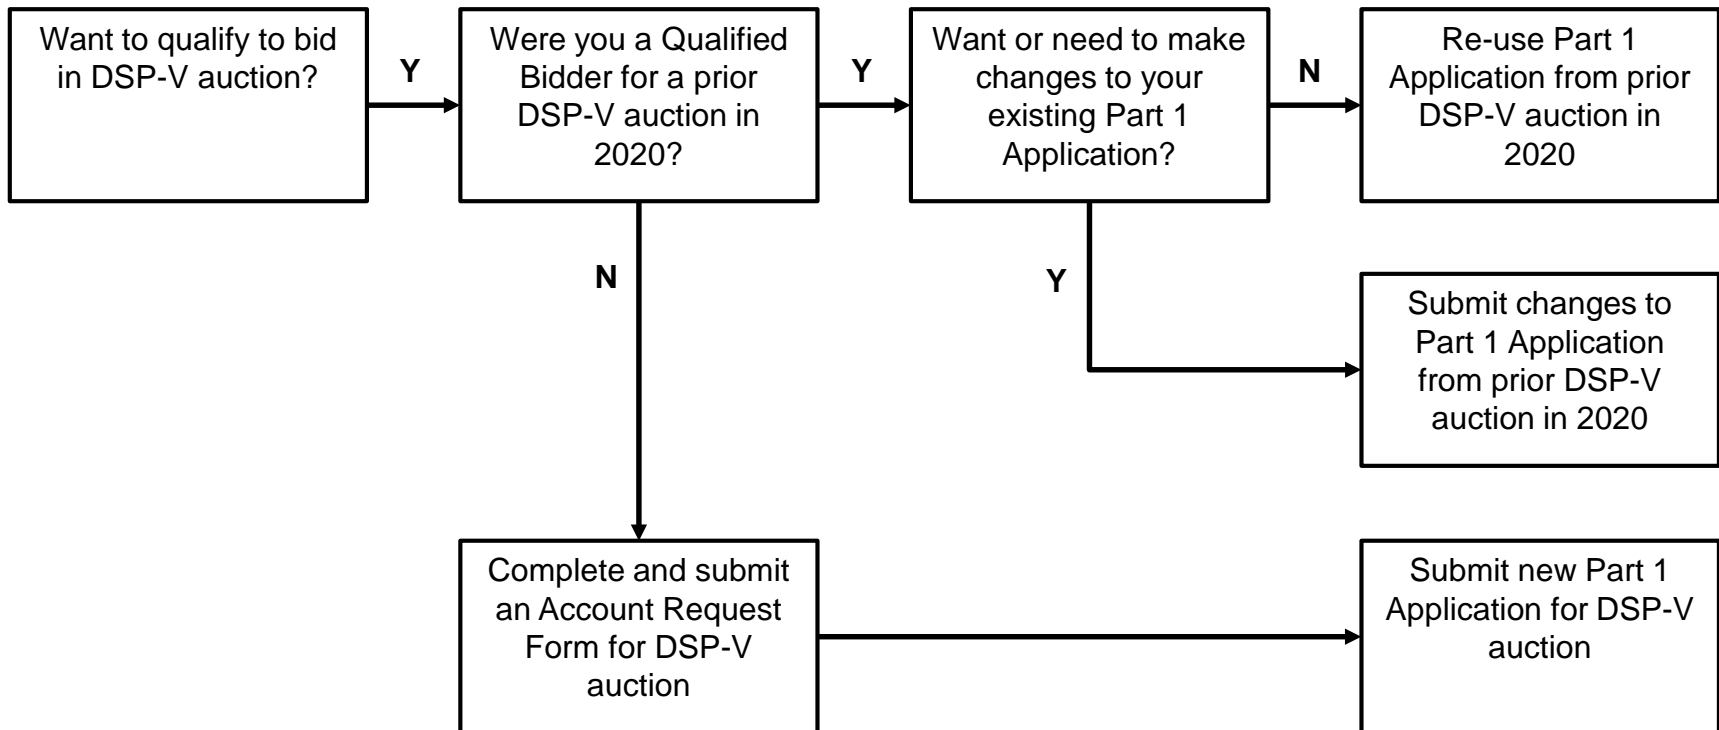 Want to qualify to bid
in DSP-V auction?
Y
Were you a Qualified
Bidder for a prior
DSP-V auction in
2020?
Y
Want or need to make
changes to your
existing Part 1
Application?
N
Re-use Part 1
Application from prior
DSP-V auction in
2020
N
Y
Submit changes to
Part 1 Application
from prior DSP-V
auction in 2020
Complete and submit
an Account Request
Form for DSP-V
auction
Submit new Part 1
Application for DSP-V
auction